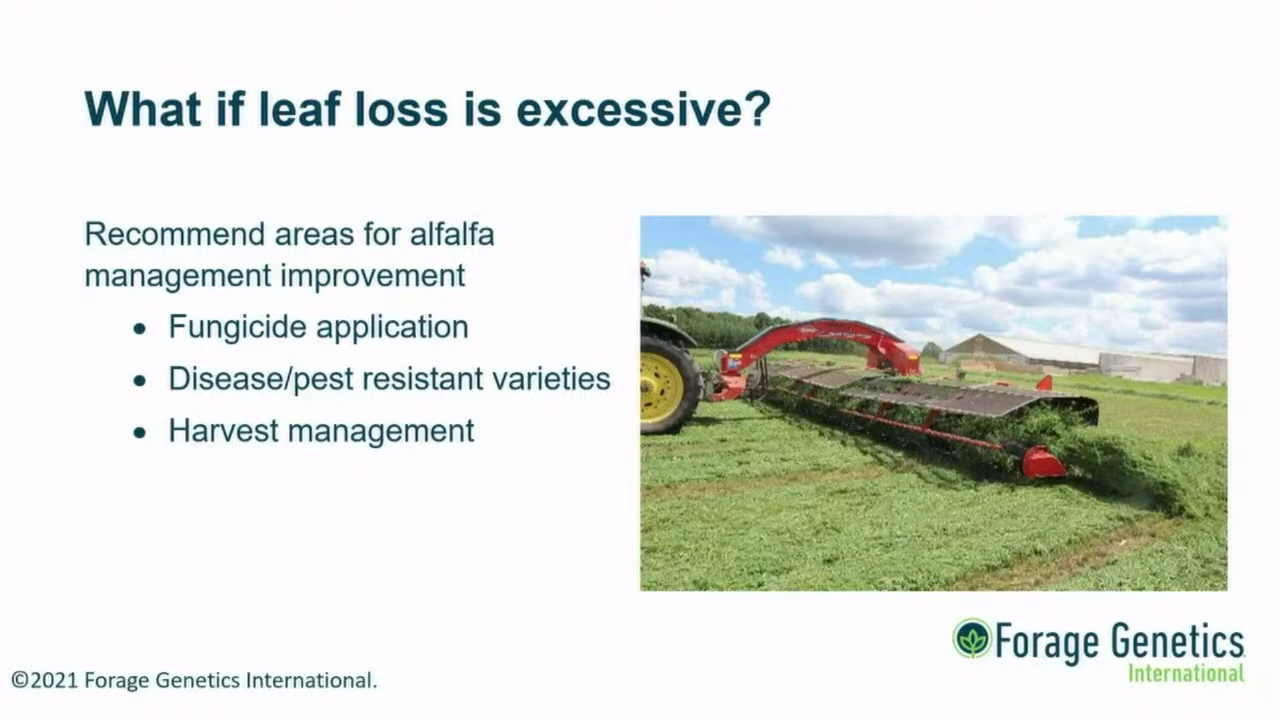 What if leaf loss is excessive?
Recommend areas for alfalfa
management improvement
• Fungicide application
• Disease/pest resistant varieties
• Harvest management
Forage Genetics
International
©2021 Forage Genetics International.